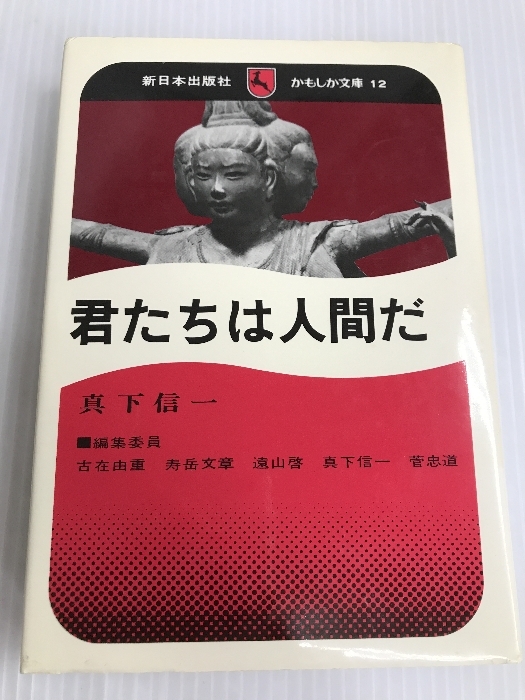 新日本出版社 かもしか文庫 12
君たちは人間だ
真下信一
■編集委員
古在由重 寿岳文章 遠山啓 真下信一 菅忠道